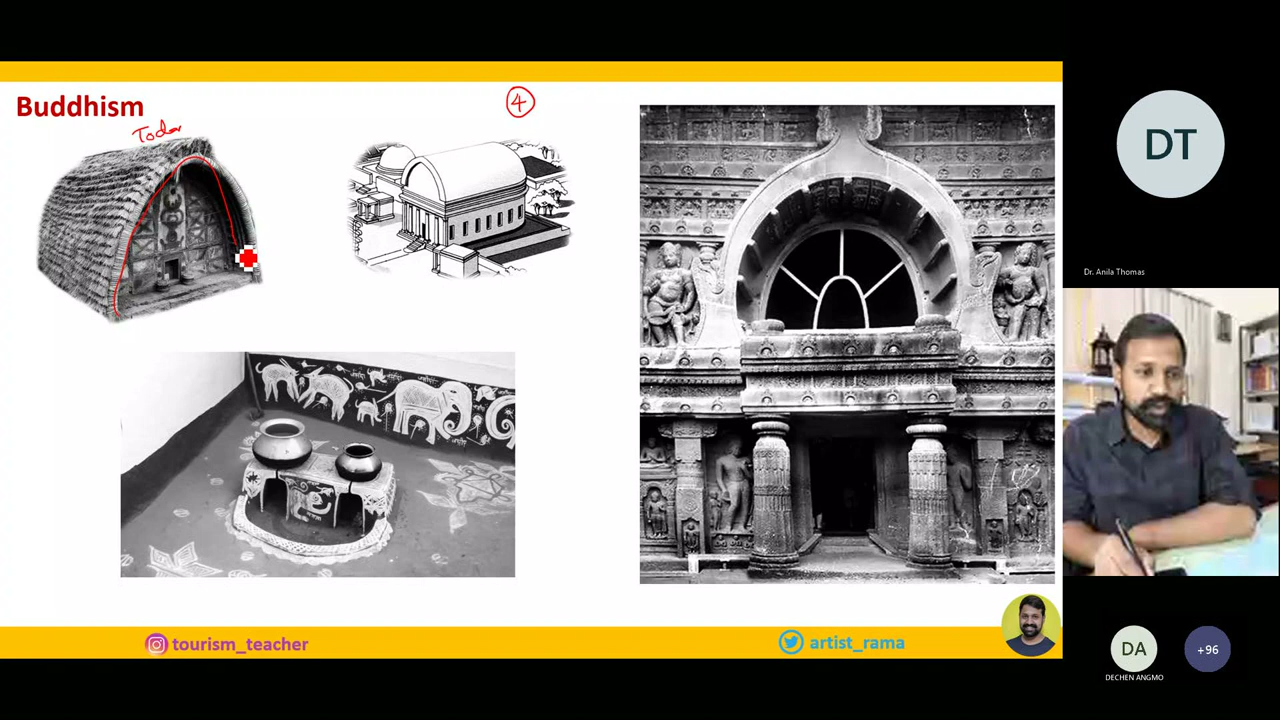 Buddhism
Toda
4
tourism_teacher
artist_rama
DT
Dr. Anila Thomas
DA
DECHEN ANGMO
+96